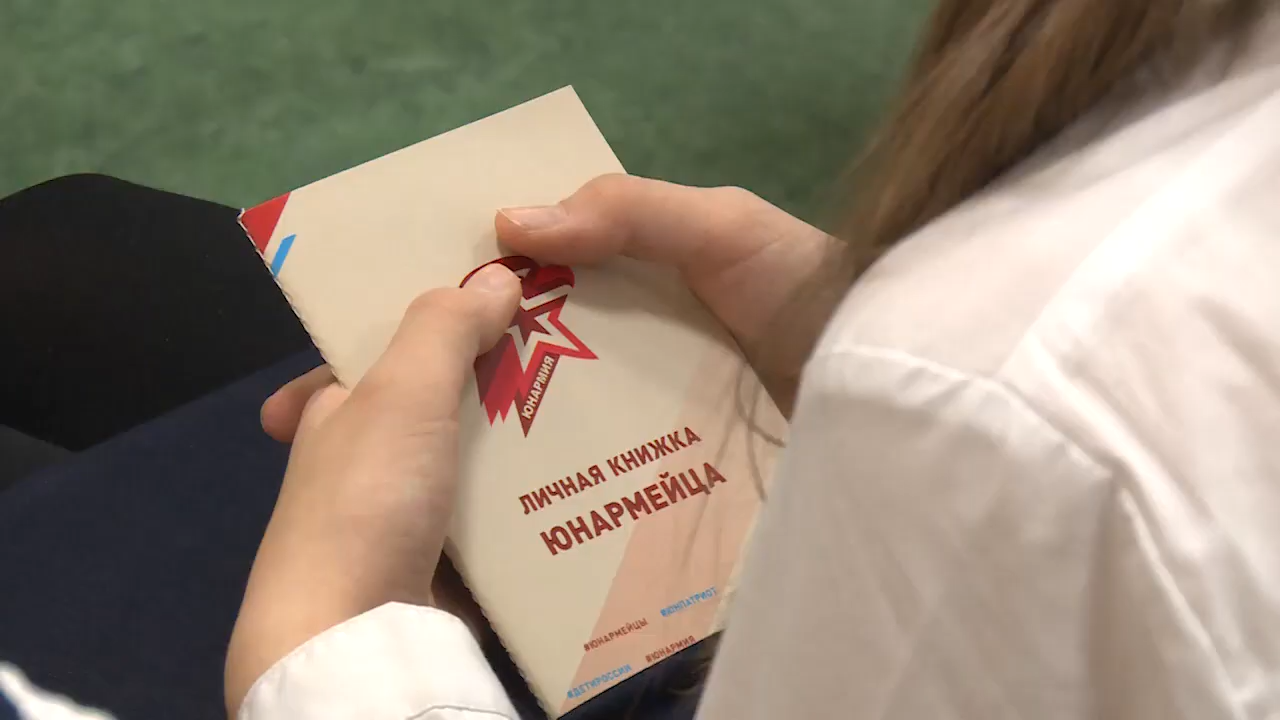 ЮНАРМИЯ
ЛИЧНАЯ КНИЖКА
ЮНАРМЕЙЦА
#ЮНАРМЕЙЦЫ #ЮНПАТРИОТ
#ДЕТИРОССИИ #ЮНАРМИЯ